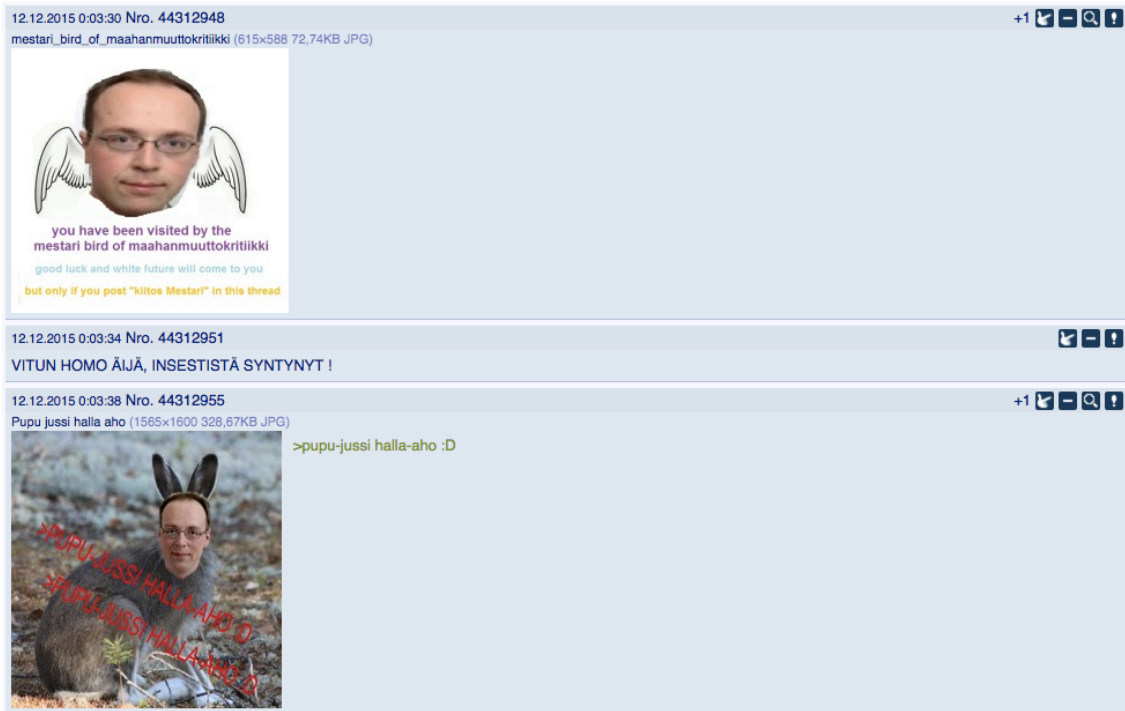 12.12.2015 0:03:30 Nro. 44312948
+1
mestari_bird_of_maahanmuuttokritiikki (615×588 72,74KB JPG)
you have been visited by the
mestari bird of maahanmuuttokritiikki
good luck and white future will come to you
but only if you post "kiitos Mestari" in this thread
12.12.2015 0:03:34 Nro. 44312951
VITUN HOMO ÄIJÄ, INSESTISTÄ SYNTYNYT !
12.12.2015 0:03:38 Nro. 44312955
+1
Pupu jussi halla aho (1565×1600 328,67KB JPG)
>pupu-jussi halla-aho :D
>PUPU-JUSSI HALLA-AHO :D
>PUPU-JUSSI HALLA-AHO :D